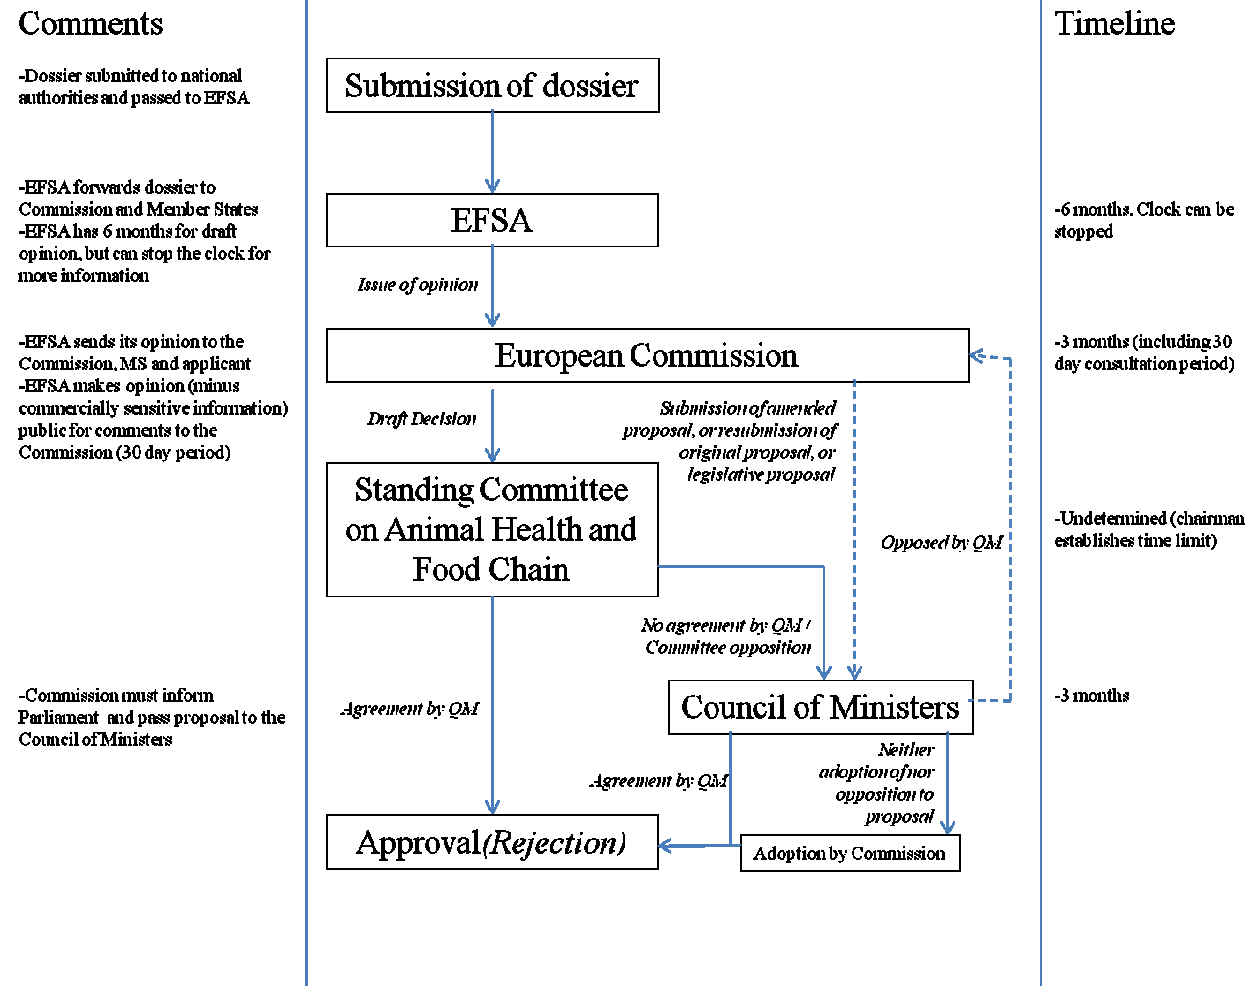 Comments
Timeline
-Dossier submitted to national
authorities and passed to EFSA
Submission of dossier
-EFSA forwards dossier to
Commission and Member States
-EFSA has 6 months for draft
opinion, but can stop the clock for
more information
EFSA
-6 months. Clock can be
stopped
Issue of opinion
-EFSA sends its opinion to the
Commission, MS and applicant
-EFSA makes opinion (minus
commercially sensitive information)
public for comments to the
Commission (30 day period)
European Commission
-3 months (including 30
day consultation period)
Draft Decision
Submission of amended
proposal, or resubmission of
original proposal, or
legislative proposal
Standing Committee
on Animal Health and
Food Chain
Opposed by QM
-Undetermined (chairman
establishes time limit)
No agreement by QM /
Committee opposition
-Commission must inform
Parliament and pass proposal to the
Council of Ministers
Agreement by QM
Council of Ministers
-3 months
Agreement by QM
Neither
adoption of nor
opposition to
proposal
Approval(Rejection)
Adoption by Commission